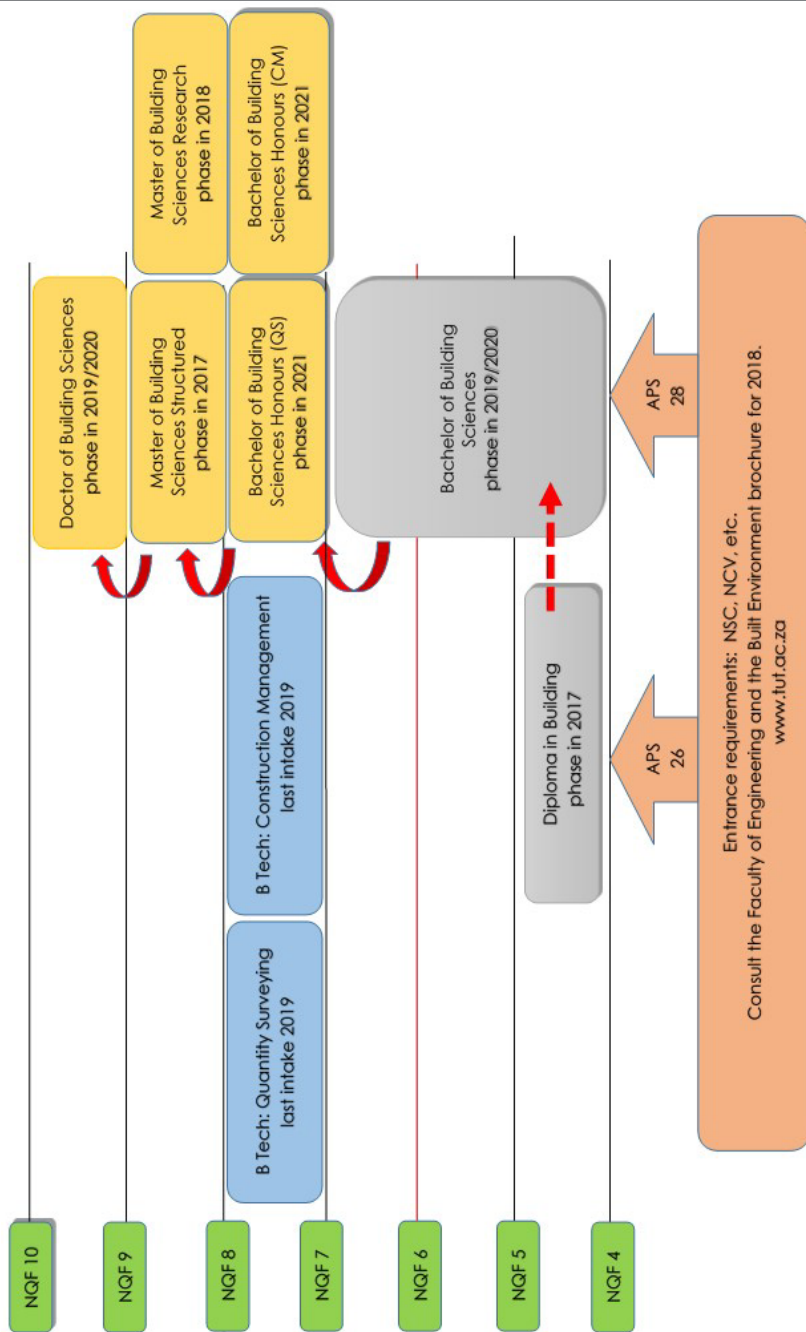 NQF 10
NQF 9
NQF 8
NQF 7
NQF 6
NQF 5
NQF 4
Doctor of Building Sciences
phase in 2019/2020
Master of Building
Sciences Structured
phase in 2017
Master of Building
Sciences Research
phase in 2018
B Tech: Quantity Surveying
last intake 2019
B Tech: Construction Management
last intake 2019
Bachelor of Building
Sciences Honours (QS)
phase in 2021
Bachelor of Building
Sciences Honours (CM)
phase in 2021
Bachelor of Building
Sciences
phase in 2019/2020
Diploma in Building
phase in 2017
APS
26
APS
28
Entrance requirements: NSC, NCV, etc.
Consult the Faculty of Engineering and the Built Environment brochure for 2018.
www.tut.ac.za